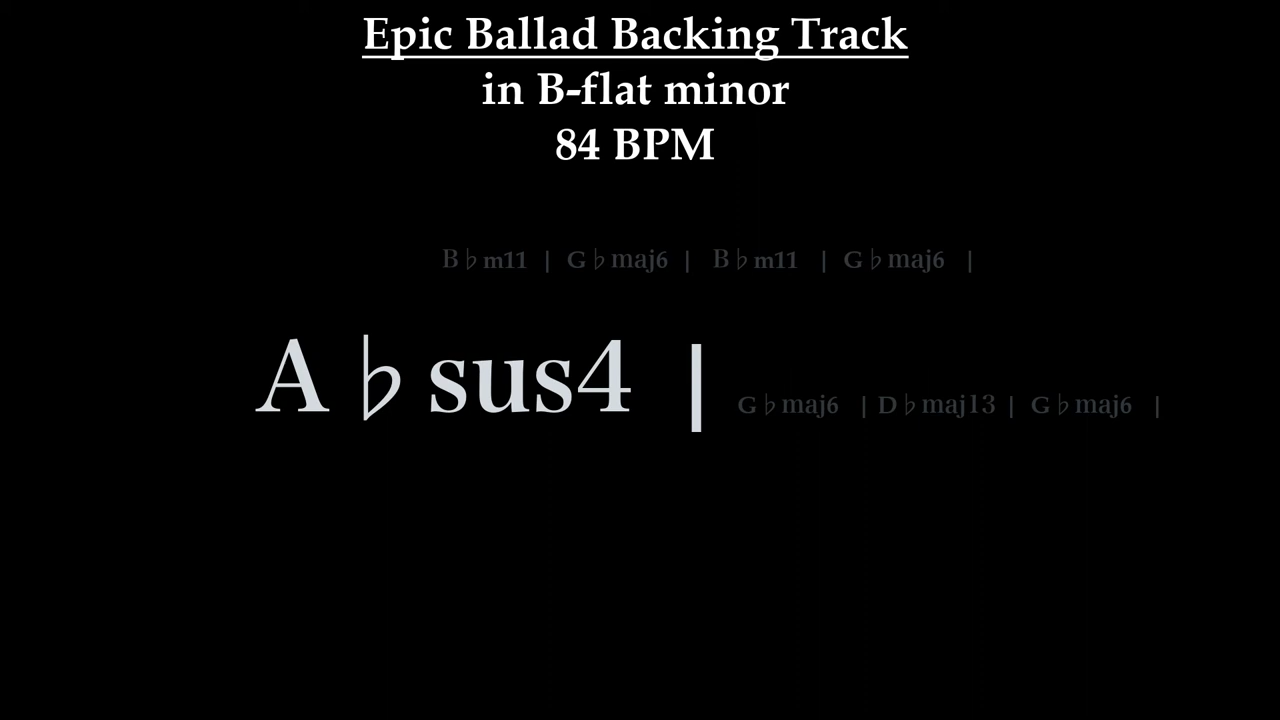 Epic Ballad Backing Track
in B-flat minor
84 BPM
B♭m11 | G♭maj6 | B♭m11 | G♭maj6 |
A♭sus4 | G♭maj6 | D♭maj13 | G♭maj6 |